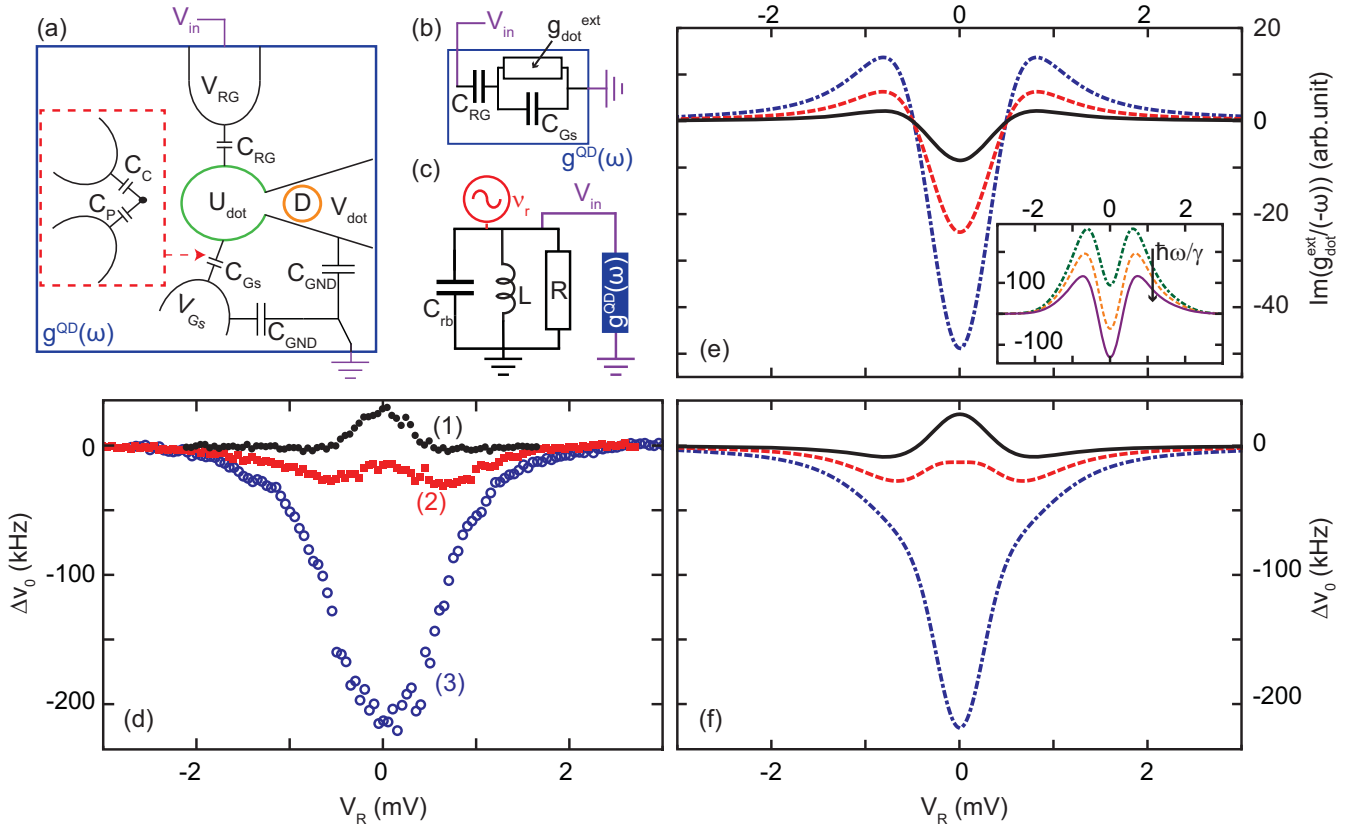 (a)
V_in
V_RG
C_RG
C_C
C_P
U_dot
D
V_dot
C_Gs
C_GND
V_Gs
C_GND
g^QD(ω)
(b)
V_in
g_dot^ext
C_RG
C_Gs
g^QD(ω)
(c)
ν_r
V_in
C_rb
L
R
g^QD(ω)
-2 0 2
20
0
-20
-40
Im(g_dot^ext/(-ω)) (arb.unit)
(e)
-2 0 2
100
-100
ħω/γ
0
-100
-200
Δν_0 (kHz)
(1)
(2)
(3)
(d)
-2 0 2
V_R (mV)
0
-100
-200
Δν_0 (kHz)
(f)
-2 0 2
V_R (mV)